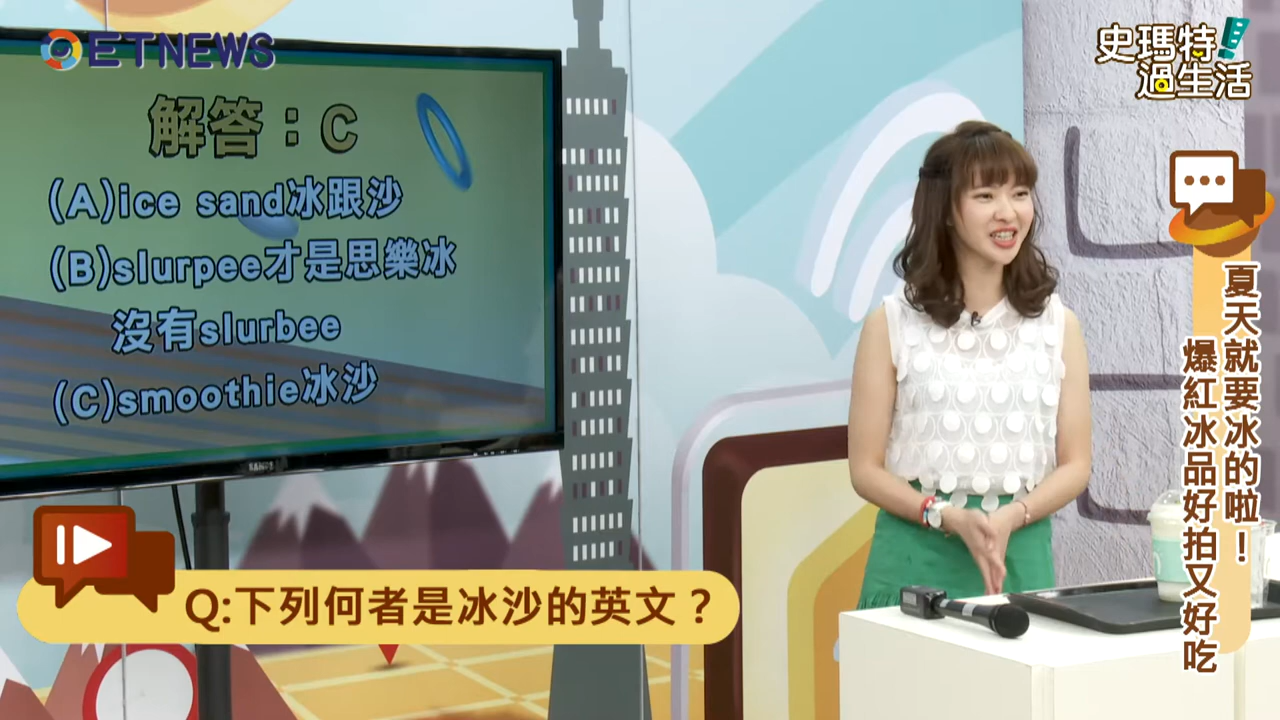 ETNEWS
史瑪特!
過生活
解答：C
(A)ice sand冰跟沙
(B)slurpee才是思樂冰
沒有slurbee
(C)smoothie冰沙
夏天就要冰的啦！
爆紅冰品好拍又好吃
Q:下列何者是冰沙的英文？